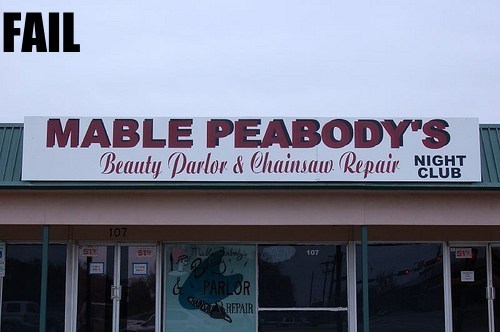 FAIL
MABLE PEABODY'S
Beauty Parlor & Chainsaw Repair
NIGHT
CLUB
107
107
PARLOR
REPAIR